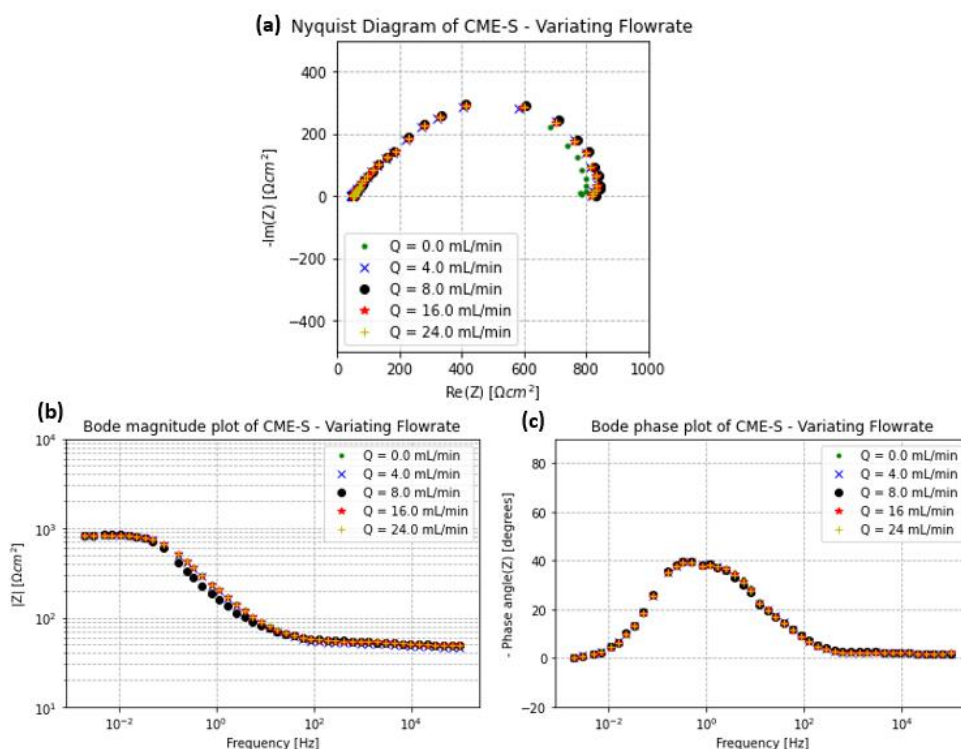 (a) Nyquist Diagram of CME-S - Variating Flowrate
400
200
0
−200
−400
-Im(Z) [Ωcm²]
Q = 0.0 mL/min
Q = 4.0 mL/min
Q = 8.0 mL/min
Q = 16.0 mL/min
Q = 24.0 mL/min
0 200 400 600 800 1000
Re(Z) [Ωcm²]
(b)
Bode magnitude plot of CME-S - Variating Flowrate
10⁴
10³
10²
10¹
|Z| [Ωcm²]
Q = 0.0 mL/min
Q = 4.0 mL/min
Q = 8.0 mL/min
Q = 16.0 mL/min
Q = 24.0 mL/min
10⁻² 10⁰ 10² 10⁴
Frequency [Hz]
(c)
Bode phase plot of CME-S - Variating Flowrate
80
60
40
20
0
−20
- Phase angle(Z) [degrees]
Q = 0.0 mL/min
Q = 4.0 mL/min
Q = 8.0 mL/min
Q = 16 mL/min
Q = 24 mL/min
10⁻² 10⁰ 10² 10⁴
Frequency [Hz]